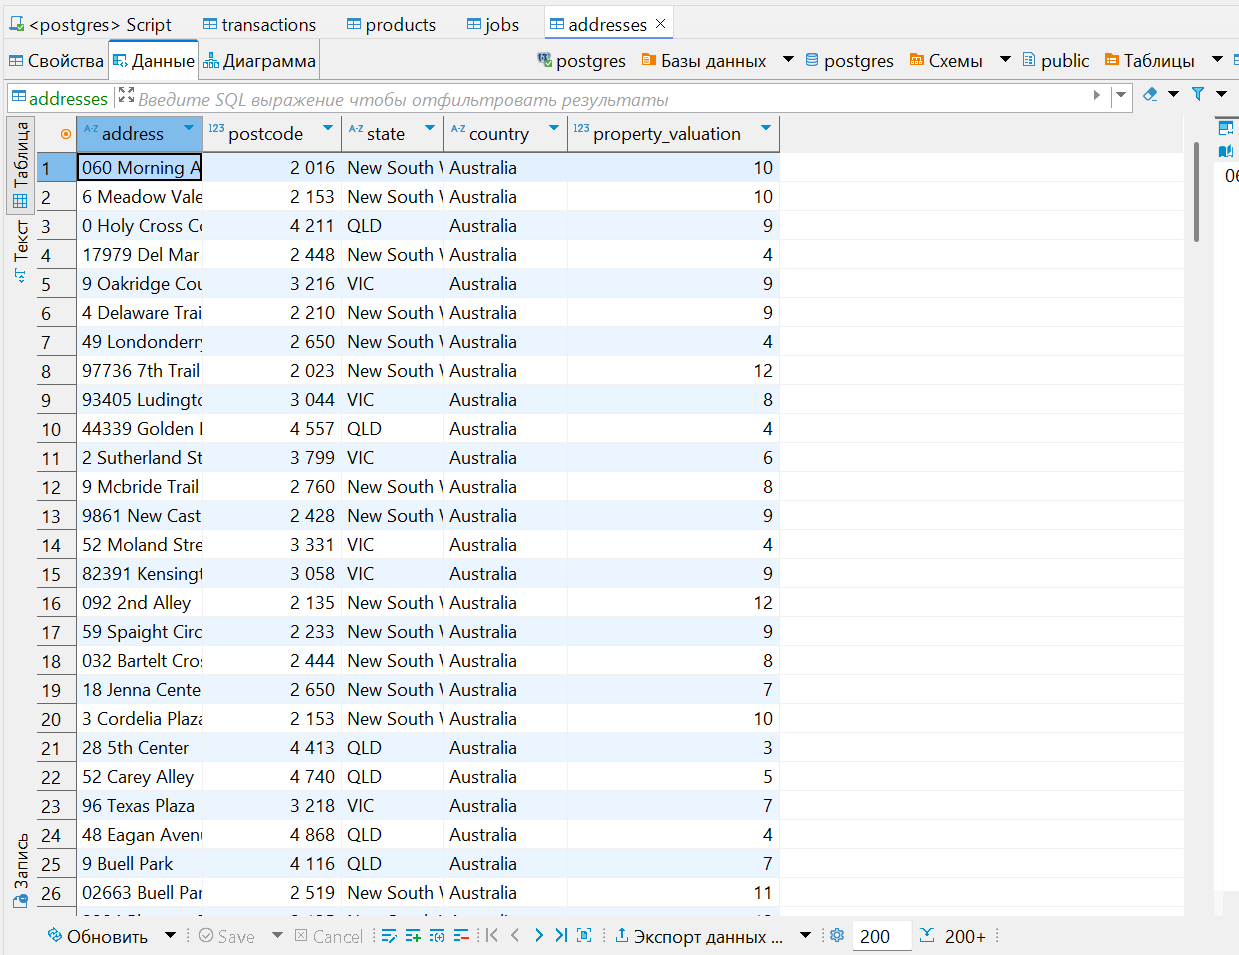 <postgres> Script transactions products jobs addresses
Свойства Данные Диаграмма postgres Базы данных postgres Схемы public Таблицы
addresses Введите SQL выражение чтобы отфильтровать результаты
Таблица
Текст
Запись
A-Z address 123 postcode A-Z state A-Z country 123 property_valuation
1 060 Morning A 2 016 New South W Australia 10
2 6 Meadow Vale 2 153 New South W Australia 10
3 0 Holy Cross Co 4 211 QLD Australia 9
4 17979 Del Mar 2 448 New South W Australia 4
5 9 Oakridge Cou 3 216 VIC Australia 9
6 4 Delaware Trai 2 210 New South W Australia 9
7 49 Londonderry 2 650 New South W Australia 4
8 97736 7th Trail 2 023 New South W Australia 12
9 93405 Ludingto 3 044 VIC Australia 8
10 44339 Golden 4 557 QLD Australia 4
11 2 Sutherland St 3 799 VIC Australia 6
12 9 Mcbride Trail 2 760 New South W Australia 8
13 9861 New Cast 2 428 New South W Australia 9
14 52 Moland Stre 3 331 VIC Australia 4
15 82391 Kensingt 3 058 VIC Australia 9
16 092 2nd Alley 2 135 New South W Australia 12
17 59 Spaight Circ 2 233 New South W Australia 9
18 032 Bartelt Cros 2 444 New South W Australia 8
19 18 Jenna Cente 2 650 New South W Australia 7
20 3 Cordelia Plaza 2 153 New South W Australia 10
21 28 5th Center 4 413 QLD Australia 3
22 52 Carey Alley 4 740 QLD Australia 5
23 96 Texas Plaza 3 218 VIC Australia 7
24 48 Eagan Avenu 4 868 QLD Australia 4
25 9 Buell Park 4 116 QLD Australia 7
26 02663 Buell Par 2 519 New South W Australia 11
06
Обновить Save Cancel Экспорт данных ... 200 200+